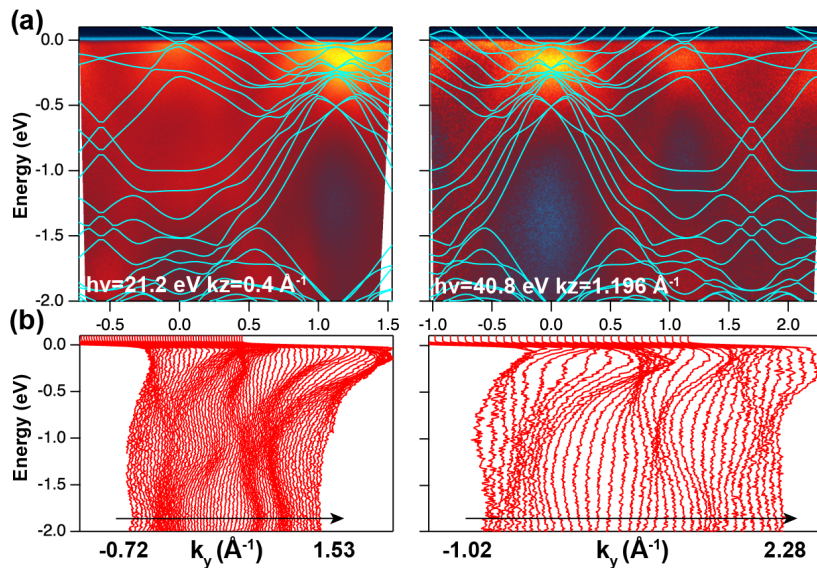 (a)
Energy (eV)
0.0
-0.5
-1.0
-1.5
-2.0
hν=21.2 eV kz=0.4 Å⁻¹
hν=40.8 eV kz=1.196 Å⁻¹
-0.5 0.0 0.5 1.0 1.5
-1.0 -0.5 0.0 0.5 1.0 1.5 2.0
(b)
Energy (eV)
0.0
-0.5
-1.0
-1.5
-2.0
-0.72 k_y (Å⁻¹) 1.53
-1.02 k_y (Å⁻¹) 2.28